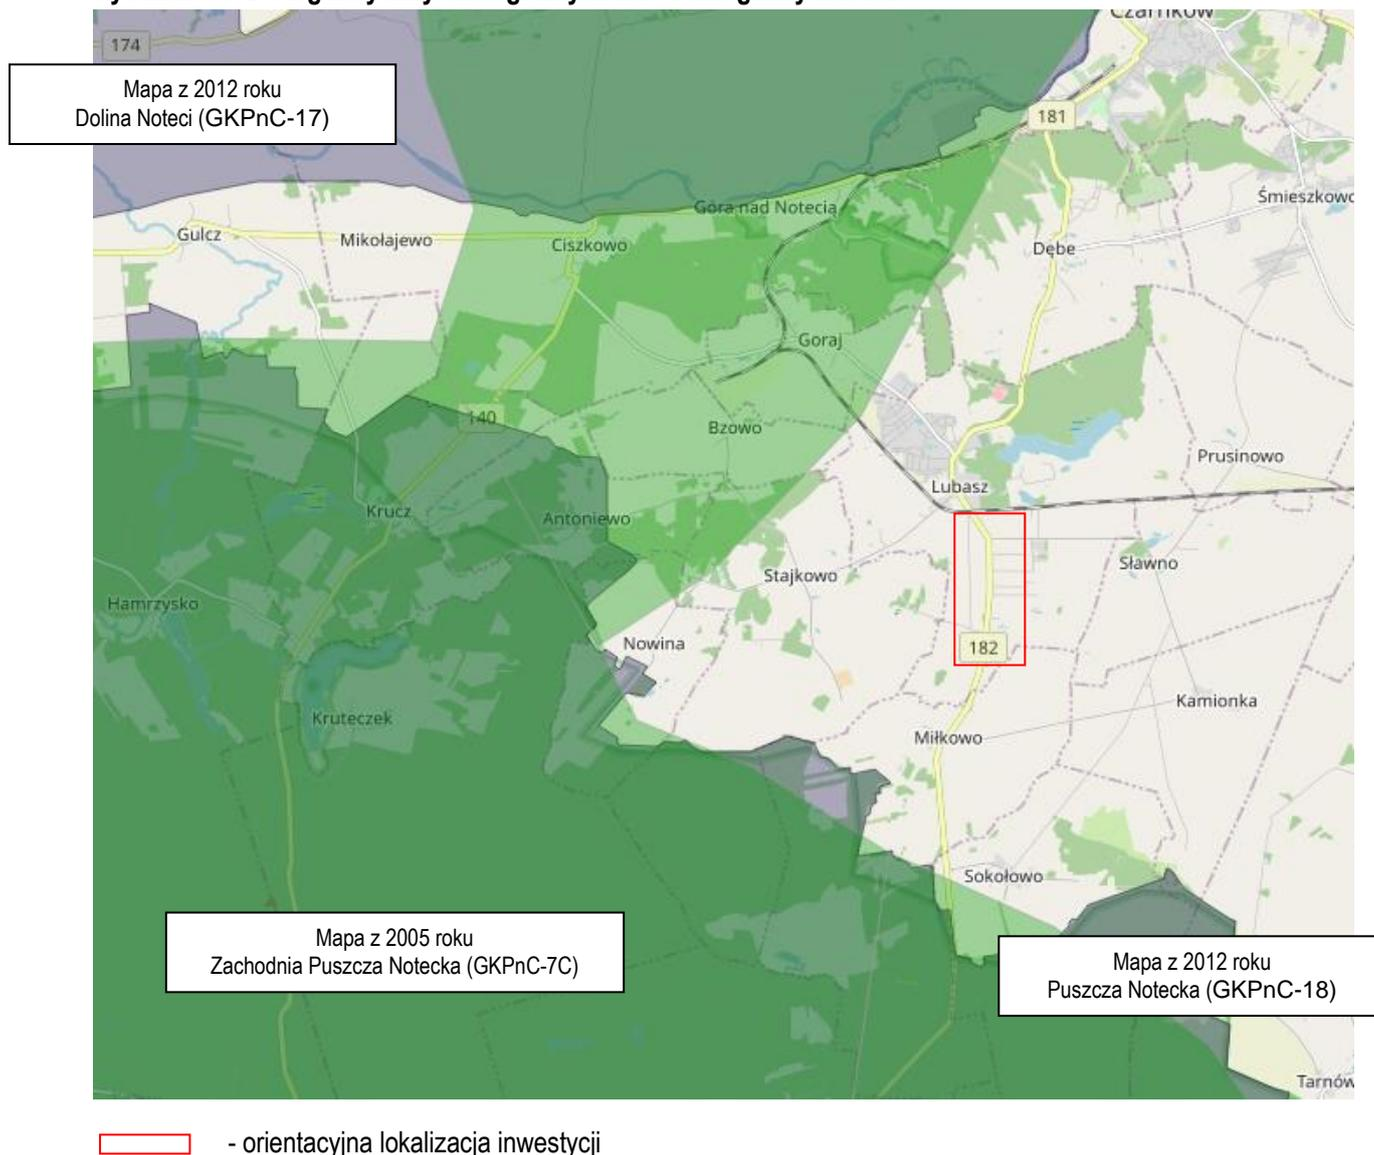 Czarnków
174
Mapa z 2012 roku
Dolina Noteci (GKPnC-17)
181
Śmieszkowo
Góra nad Notecią
Gulcz
Mikołajewo
Ciszkowo
Dębe
Goraj
140
Bzowo
Prusinowo
Lubasz
Krucz
Antoniewo
Sławno
Stajkowo
Hamrzysko
Nowina
182
Kamionka
Kruteczek
Miłkowo
Sokołowo
Mapa z 2005 roku
Zachodnia Puszcza Notecka (GKPnC-7C)
Mapa z 2012 roku
Puszcza Notecka (GKPnC-18)
Tarnów
- orientacyjna lokalizacja inwestycji